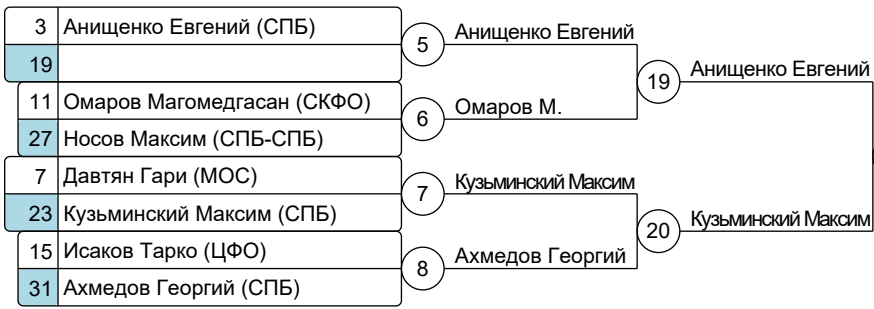 3 Анищенко Евгений (СПБ)
19
11 Омаров Магомедгасан (СКФО)
27 Носов Максим (СПБ-СПБ)
7 Давтян Гари (МОС)
23 Кузьминский Максим (СПБ)
15 Исаков Тарко (ЦФО)
31 Ахмедов Георгий (СПБ)
5 Анищенко Евгений
6 Омаров М.
7 Кузьминский Максим
8 Ахмедов Георгий
19 Анищенко Евгений
20 Кузьминский Максим